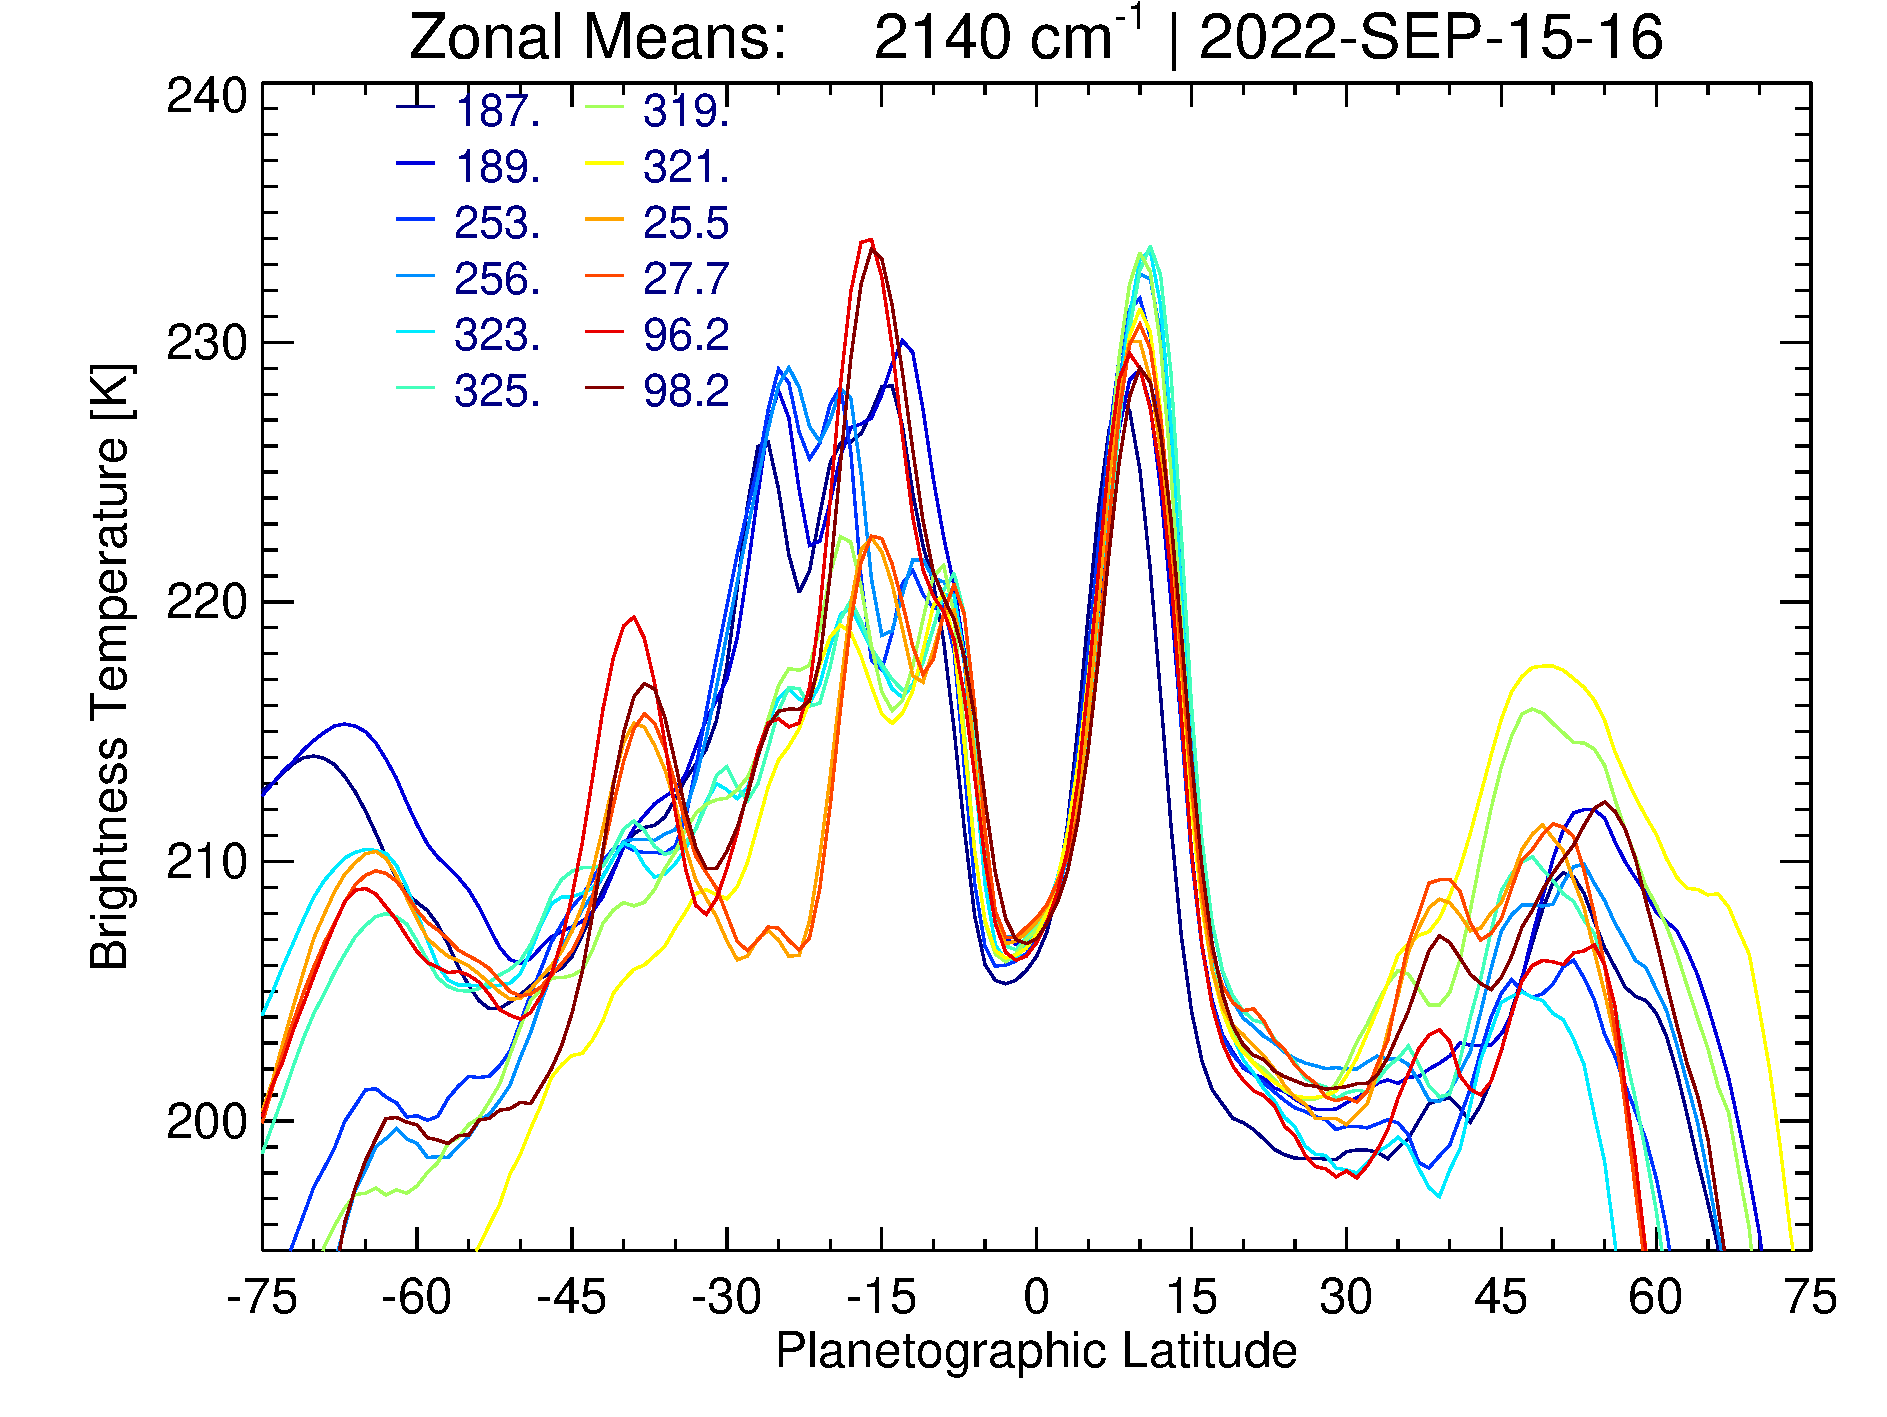 Zonal Means: 2140 cm-1 | 2022-SEP-15-16
240
230
220
210
200
Brightness Temperature [K]
187. 319.
189. 321.
253. 25.5
256. 27.7
323. 96.2
325. 98.2
-75 -60 -45 -30 -15 0 15 30 45 60 75
Planetographic Latitude